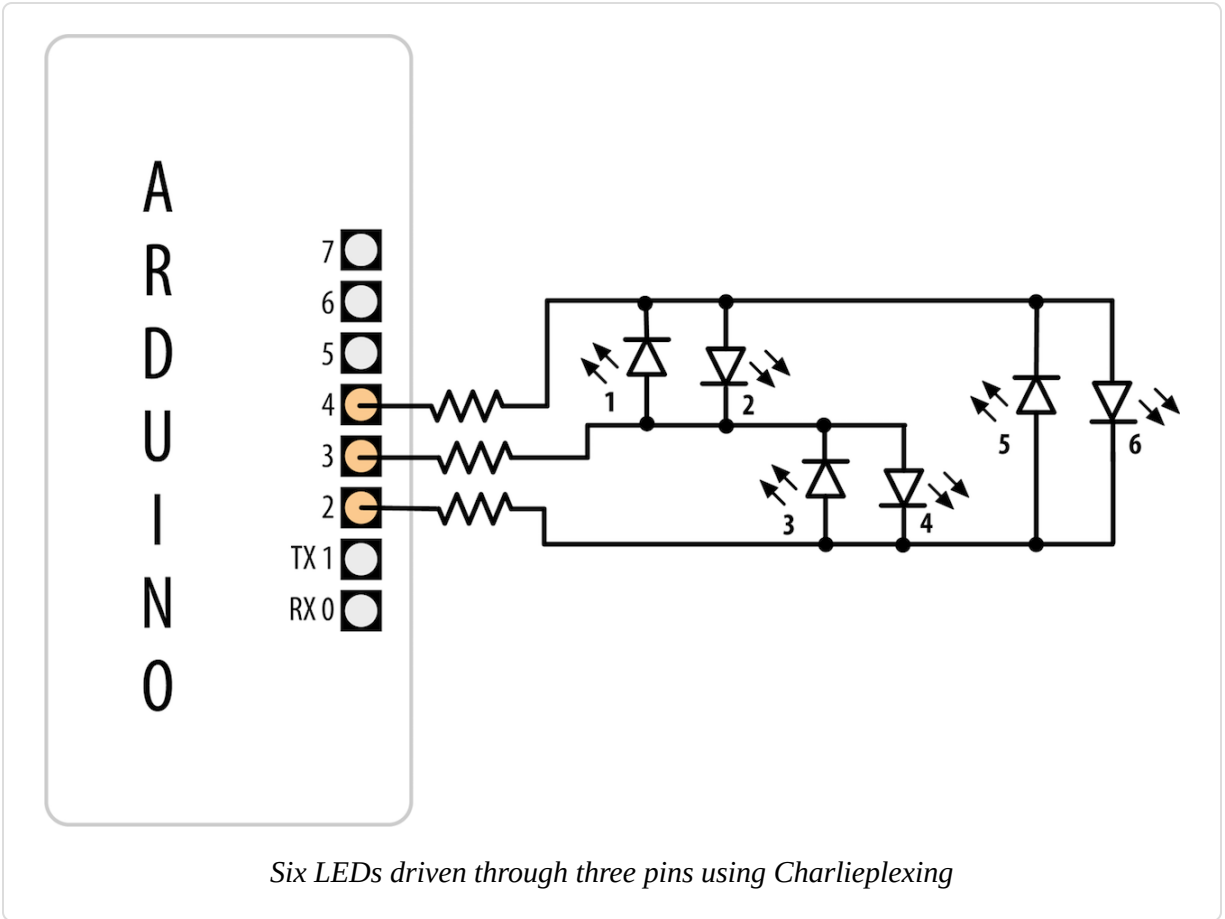 A
R
D
U
I
N
O
7
6
5
4
3
2
TX 1
RX 0
1
2
3
4
5
6
Six LEDs driven through three pins using Charlieplexing